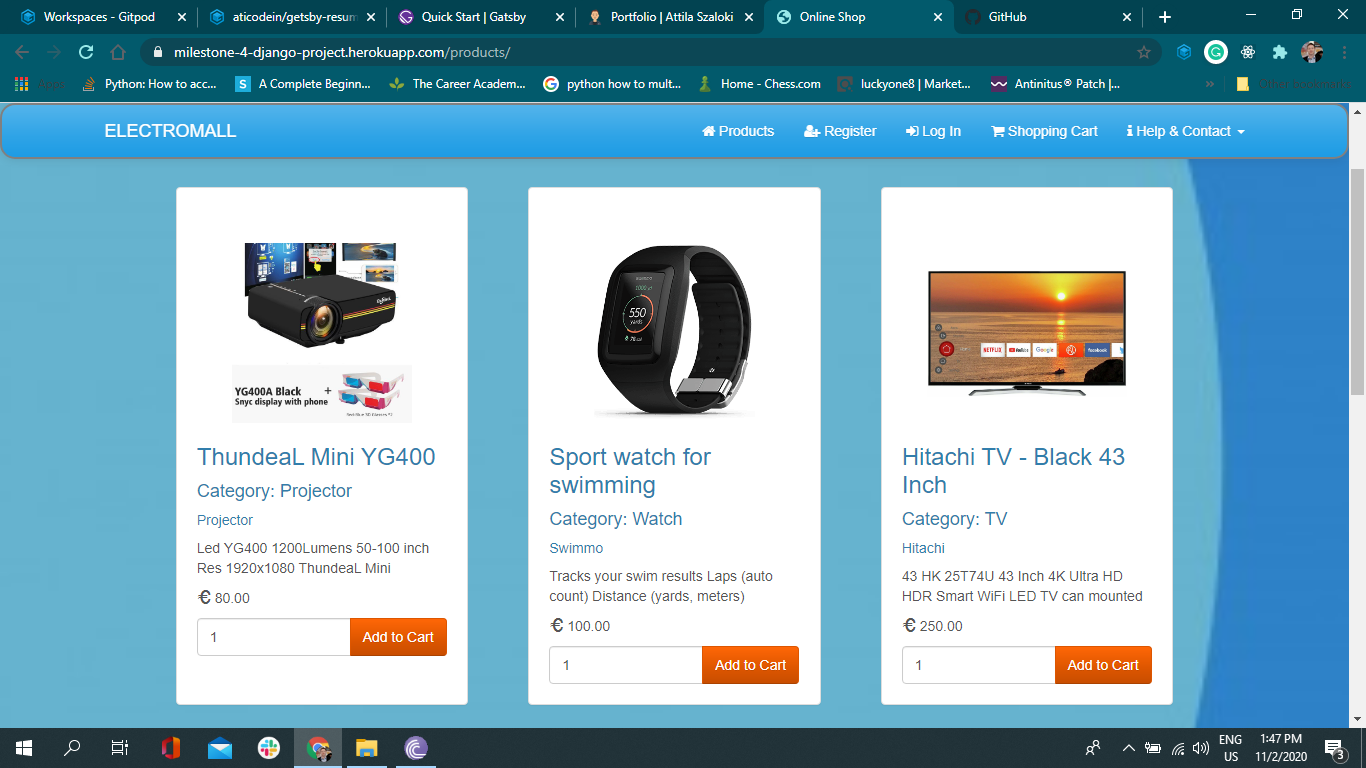 Workspaces - Gitpod
aticodein/getsby-resum
Quick Start | Gatsby
Portfolio | Attila Szaloki
Online Shop
GitHub
milestone-4-django-project.herokuapp.com/products/
Apps
Python: How to acc...
A Complete Beginn...
The Career Academ...
python how to mult...
Home - Chess.com
luckyone8 | Market...
Antinitus® Patch |...
Other bookmarks
ELECTROMALL
Products
Register
Log In
Shopping Cart
Help & Contact
YG400A Black +
Snyc display with phone
ThundeaL Mini YG400
Category: Projector
Projector
Led YG400 1200Lumens 50-100 inch
Res 1920x1080 ThundeaL Mini
€ 80.00
1
Add to Cart
550
yards
Sport watch for
swimming
Category: Watch
Swimmo
Tracks your swim results Laps (auto
count) Distance (yards, meters)
€ 100.00
1
Add to Cart
NETFLIX
YouTube
Google
facebook
Hitachi TV - Black 43
Inch
Category: TV
Hitachi
43 HK 25T74U 43 Inch 4K Ultra HD
HDR Smart WiFi LED TV can mounted
€ 250.00
1
Add to Cart
ENG
US
1:47 PM
11/2/2020
3